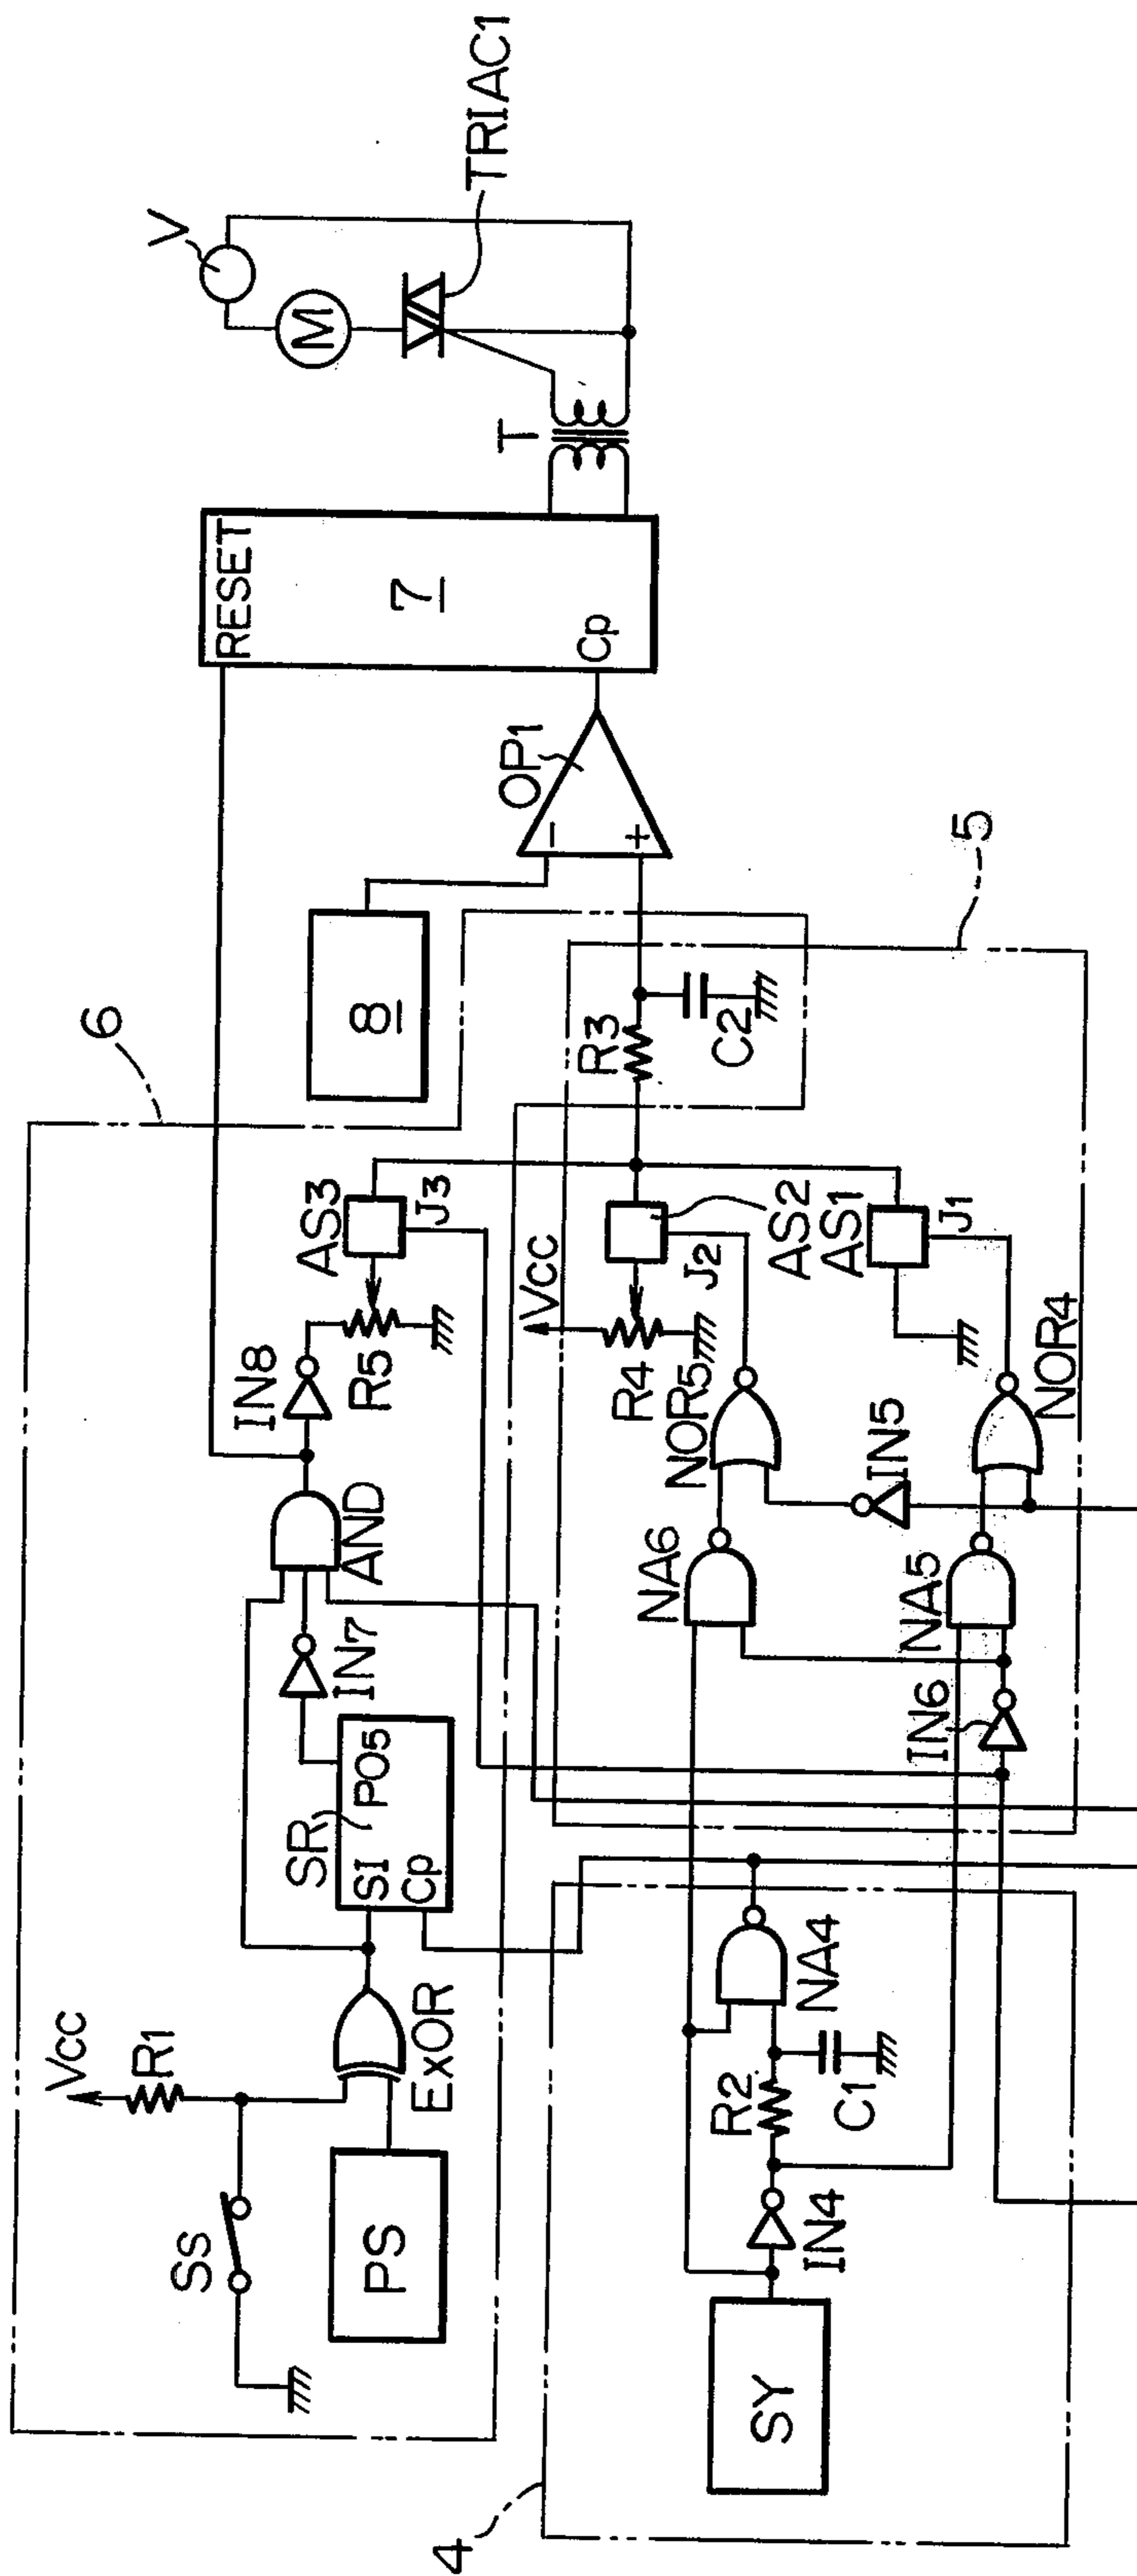 6
Vcc
R1
Ss
PS
ExOR
SR
SI
PO5
Cp
IN7
AND
IN8
R5
AS3
J3
8
OP1
−
+
RESET
7
Cp
T
V
M
TRIAC1
4
SY
IN4
R2
C1
NA4
5
NA6
NA5
IN6
IN5
NOR5
NOR4
R4
Vcc
J2
AS2
AS1
J1
R3
C2